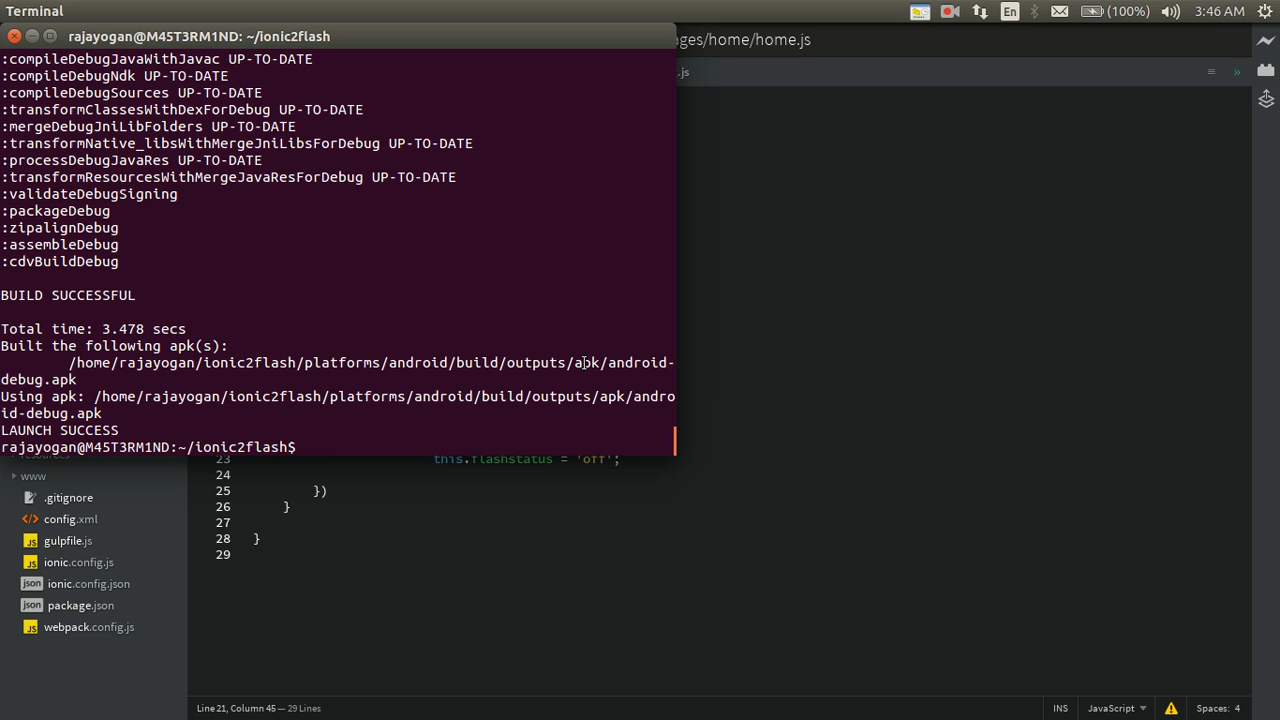 Terminal
En
(100%)
3:46 AM
rajayogan@M45T3RM1ND: ~/ionic2flash
ges/home/home.js
.js
:compileDebugJavaWithJavac UP-TO-DATE
:compileDebugNdk UP-TO-DATE
:compileDebugSources UP-TO-DATE
:transformClassesWithDexForDebug UP-TO-DATE
:mergeDebugJniLibFolders UP-TO-DATE
:transformNative_libsWithMergeJniLibsForDebug UP-TO-DATE
:processDebugJavaRes UP-TO-DATE
:transformResourcesWithMergeJavaResForDebug UP-TO-DATE
:validateDebugSigning
:packageDebug
:zipalignDebug
:assembleDebug
:cdvBuildDebug
BUILD SUCCESSFUL
Total time: 3.478 secs
Built the following apk(s):
/home/rajayogan/ionic2flash/platforms/android/build/outputs/apk/android-
debug.apk
Using apk: /home/rajayogan/ionic2flash/platforms/android/build/outputs/apk/andro
id-debug.apk
LAUNCH SUCCESS
rajayogan@M45T3RM1ND:~/ionic2flash$
resources
www
.gitignore
config.xml
gulpfile.js
ionic.config.js
json ionic.config.json
json package.json
webpack.config.js
23 this.flashstatus = 'off';
24
25 })
26 }
27
28 }
29
Line 21, Column 45 — 29 Lines
INS
JavaScript
Spaces: 4